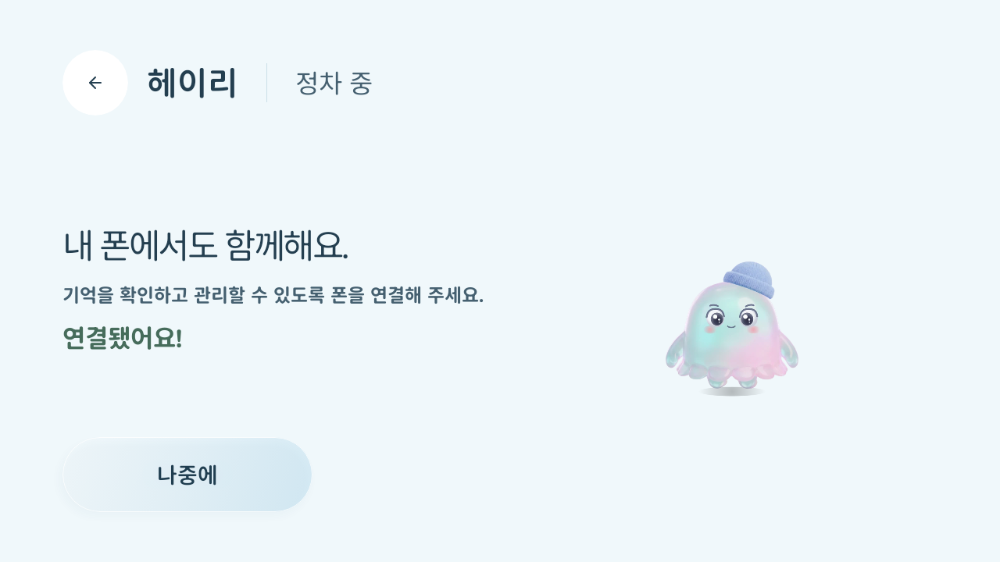 헤이리
정차 중
내 폰에서도 함께해요.
기억을 확인하고 관리할 수 있도록 폰을 연결해 주세요.
연결됐어요!
나중에